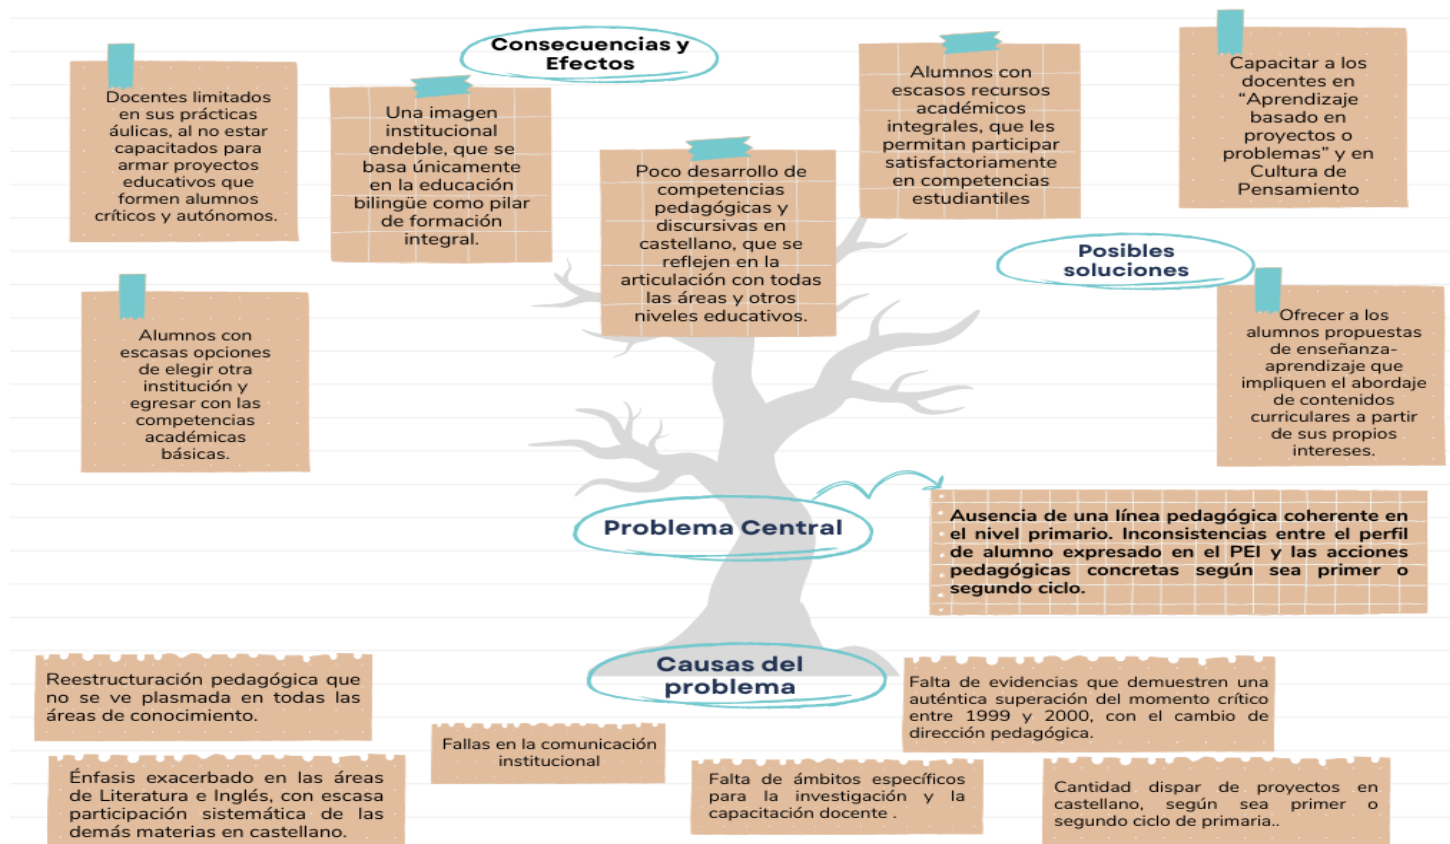 Consecuencias y
Efectos
Docentes limitados
en sus prácticas
áulicas, al no estar
capacitados para
armar proyectos
educativos que
formen alumnos
críticos y autónomos.
Una imagen
institucional
endeble, que se
basa únicamente
en la educación
bilingüe como pilar
de formación
integral.
Poco desarrollo de
competencias
pedagógicas y
discursivas en
castellano, que se
reflejen en la
articulación con todas
las áreas y otros
niveles educativos.
Alumnos con
escasos recursos
académicos
integrales, que les
permitan participar
satisfactoriamente
en competencias
estudiantiles
Capacitar a los
docentes en
“Aprendizaje
basado en
proyectos o
problemas” y en
Cultura de
Pensamiento
Posibles
soluciones
Alumnos con
escasas opciones
de elegir otra
institución y
egresar con las
competencias
académicas
básicas.
Ofrecer a los
alumnos propuestas
de enseñanza-
aprendizaje que
impliquen el abordaje
de contenidos
curriculares a partir
de sus propios
intereses.
Problema Central
Ausencia de una línea pedagógica coherente en
el nivel primario. Inconsistencias entre el perfil
de alumno expresado en el PEI y las acciones
pedagógicas concretas según sea primer o
segundo ciclo.
Causas del
problema
Reestructuración pedagógica que
no se ve plasmada en todas las
áreas de conocimiento.
Falta de evidencias que demuestren una
auténtica superación del momento crítico
entre 1999 y 2000, con el cambio de
dirección pedagógica.
Fallas en la comunicación
institucional
Énfasis exacerbado en las áreas
de Literatura e Inglés, con escasa
participación sistemática de las
demás materias en castellano.
Falta de ámbitos específicos
para la investigación y la
capacitación docente .
Cantidad dispar de proyectos en
castellano, según sea primer o
segundo ciclo de primaria..